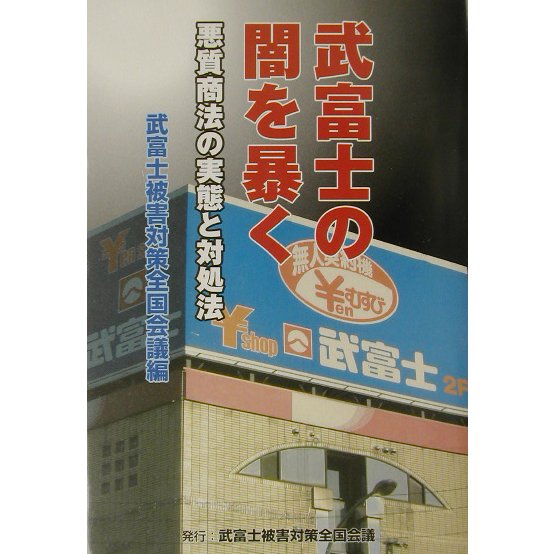 武富士の
闇を暴く
悪質商法の実態と対処法
武富士被害対策全国会議編
無人契約機
¥enむすび
¥en
¥shop
武富士
2F
武富士
発行：武富士被害対策全国会議